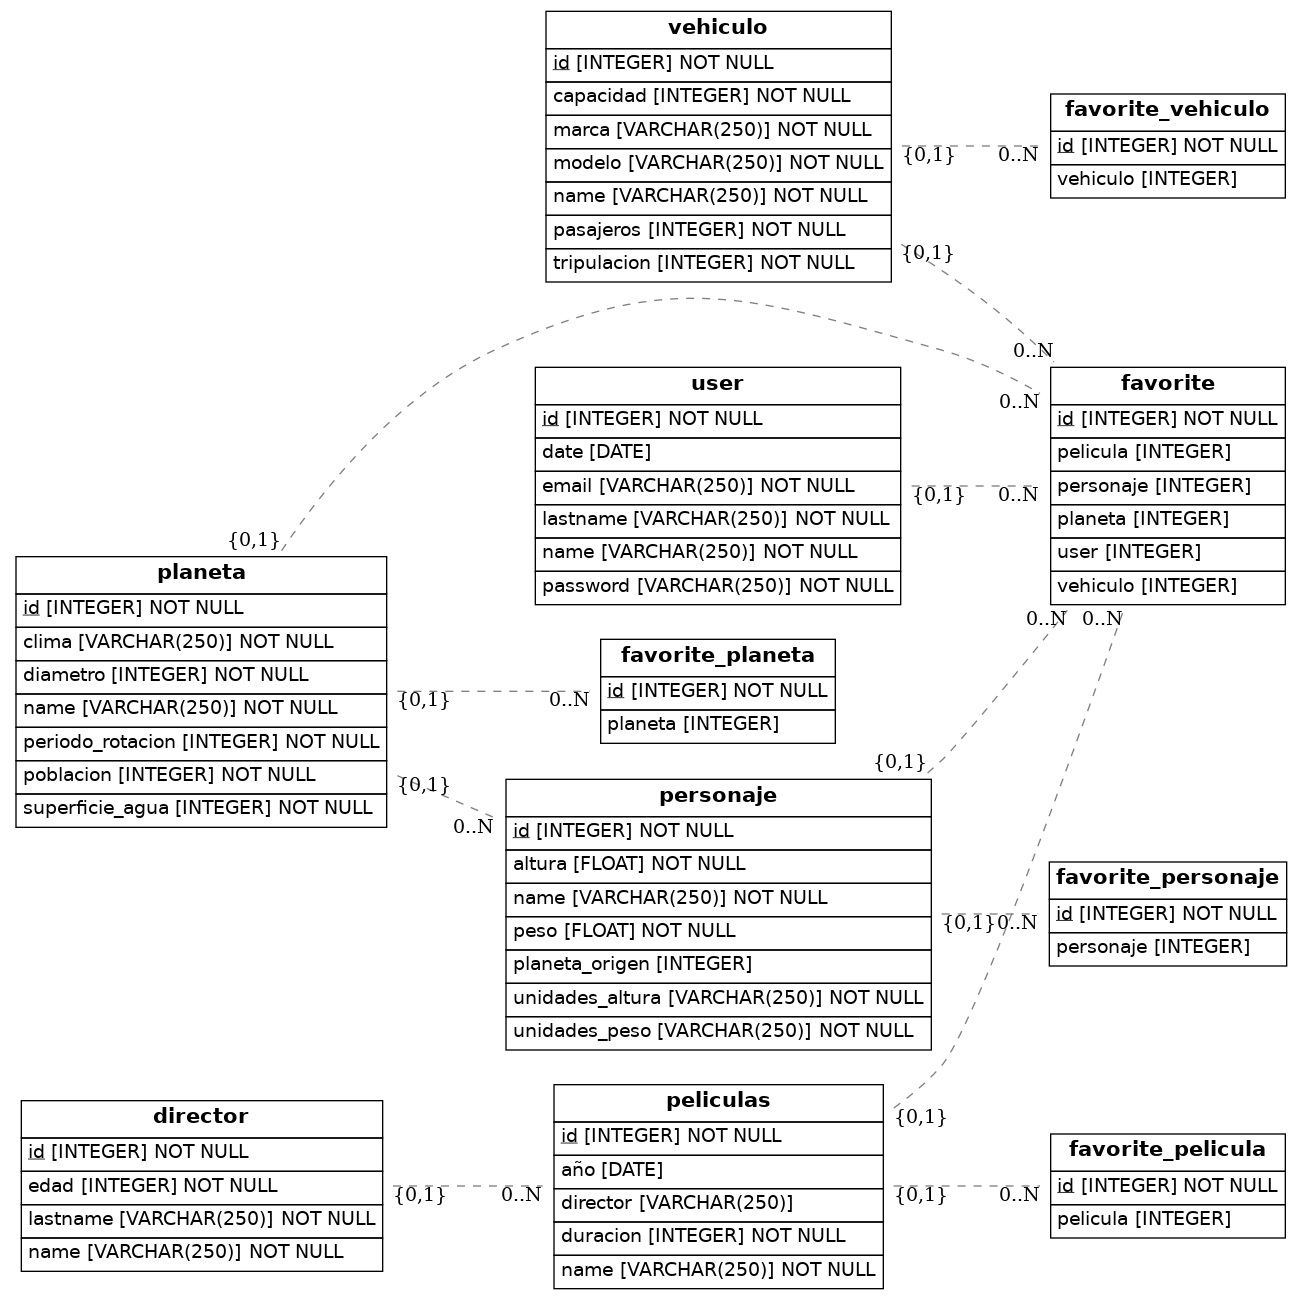 vehiculo
id [INTEGER] NOT NULL
capacidad [INTEGER] NOT NULL
marca [VARCHAR(250)] NOT NULL
modelo [VARCHAR(250)] NOT NULL
name [VARCHAR(250)] NOT NULL
pasajeros [INTEGER] NOT NULL
tripulacion [INTEGER] NOT NULL
favorite_vehiculo
id [INTEGER] NOT NULL
vehiculo [INTEGER]
{0,1}
0..N
{0,1}
0..N
0..N
{0,1}
user
id [INTEGER] NOT NULL
date [DATE]
email [VARCHAR(250)] NOT NULL
lastname [VARCHAR(250)] NOT NULL
name [VARCHAR(250)] NOT NULL
password [VARCHAR(250)] NOT NULL
{0,1}
0..N
favorite
id [INTEGER] NOT NULL
pelicula [INTEGER]
personaje [INTEGER]
planeta [INTEGER]
user [INTEGER]
vehiculo [INTEGER]
0..N
0..N
planeta
id [INTEGER] NOT NULL
clima [VARCHAR(250)] NOT NULL
diametro [INTEGER] NOT NULL
name [VARCHAR(250)] NOT NULL
periodo_rotacion [INTEGER] NOT NULL
poblacion [INTEGER] NOT NULL
superficie_agua [INTEGER] NOT NULL
{0,1}
0..N
favorite_planeta
id [INTEGER] NOT NULL
planeta [INTEGER]
{0,1}
0..N
{0,1}
personaje
id [INTEGER] NOT NULL
altura [FLOAT] NOT NULL
name [VARCHAR(250)] NOT NULL
peso [FLOAT] NOT NULL
planeta_origen [INTEGER]
unidades_altura [VARCHAR(250)] NOT NULL
unidades_peso [VARCHAR(250)] NOT NULL
{0,1}
0..N
favorite_personaje
id [INTEGER] NOT NULL
personaje [INTEGER]
director
id [INTEGER] NOT NULL
edad [INTEGER] NOT NULL
lastname [VARCHAR(250)] NOT NULL
name [VARCHAR(250)] NOT NULL
{0,1}
0..N
peliculas
id [INTEGER] NOT NULL
año [DATE]
director [VARCHAR(250)]
duracion [INTEGER] NOT NULL
name [VARCHAR(250)] NOT NULL
{0,1}
{0,1}
0..N
favorite_pelicula
id [INTEGER] NOT NULL
pelicula [INTEGER]